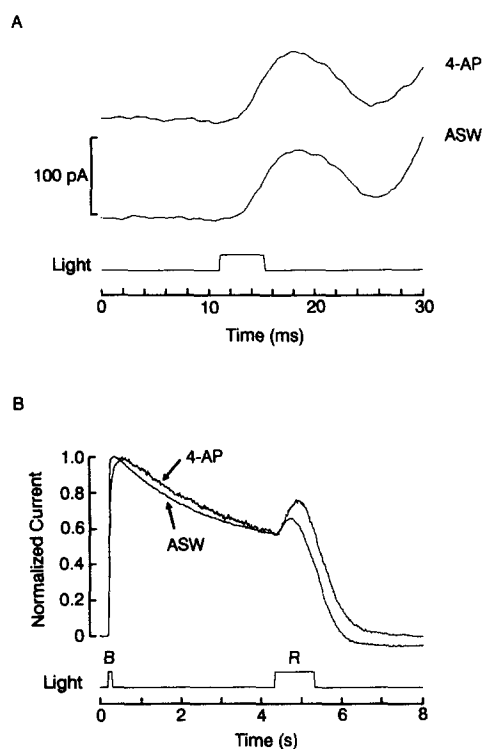 A
4-AP
ASW
100 pA
Light
0 10 20 30
Time (ms)
B
1.0
0.8
0.6
0.4
0.2
0
Normalized Current
4-AP
ASW
B R
Light
0 2 4 6 8
Time (s)